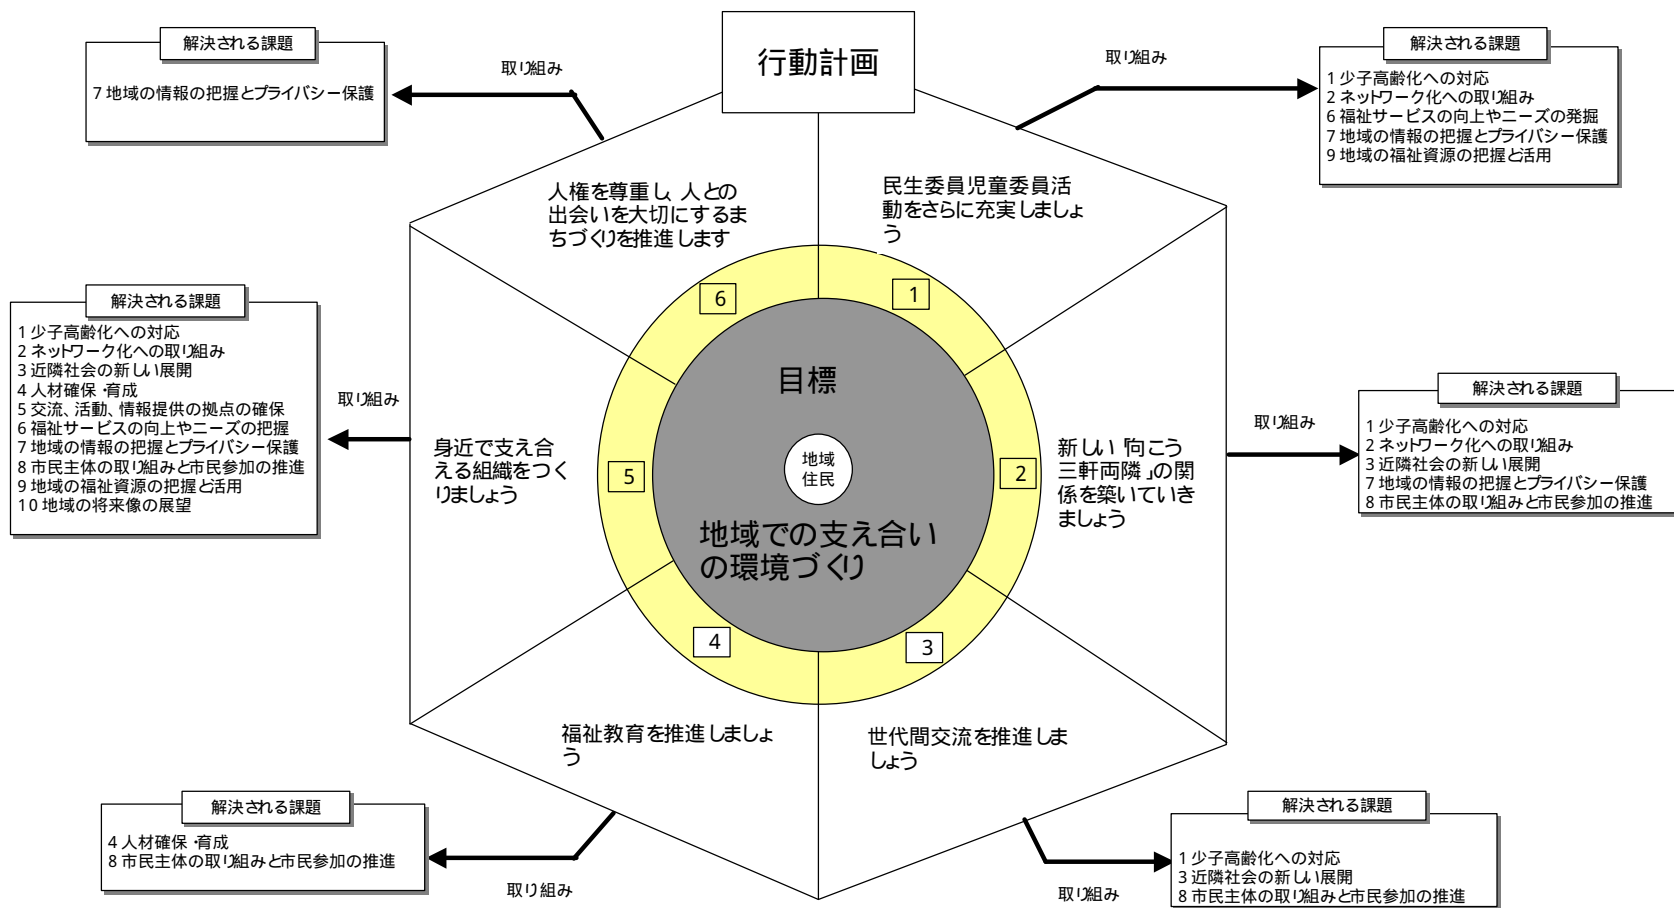 行動計画
解決される課題
7 地域の情報の把握とプライバシー保護
取り組み
取り組み
解決される課題
1 少子高齢化への対応
2 ネットワーク化への取り組み
6 福祉サービスの向上やニーズの発掘
7 地域の情報の把握とプライバシー保護
9 地域の福祉資源の把握と活用
人権を尊重し、人との
出会いを大切にするま
ちづくりを推進します
民生委員児童委員活
動をさらに充実しましょ
う
6
1
解決される課題
1 少子高齢化への対応
2 ネットワーク化への取り組み
3 近隣社会の新しい展開
4 人材確保・育成
5 交流、活動、情報提供の拠点の確保
6 福祉サービスの向上やニーズの把握
7 地域の情報の把握とプライバシー保護
8 市民主体の取り組みと市民参加の推進
9 地域の福祉資源の把握と活用
10 地域の将来像の展望
取り組み
身近で支え合
える組織をつく
りましょう
5
目標
地域
住民
地域での支え合い
の環境づくり
2
新しい「向こう
三軒両隣」の関
係を築いていき
ましょう
取り組み
解決される課題
1 少子高齢化への対応
2 ネットワーク化への取り組み
3 近隣社会の新しい展開
7 地域の情報の把握とプライバシー保護
8 市民主体の取り組みと市民参加の推進
4
3
福祉教育を推進しましょ
う
世代間交流を推進しま
しょう
解決される課題
4 人材確保・育成
8 市民主体の取り組みと市民参加の推進
取り組み
取り組み
解決される課題
1 少子高齢化への対応
3 近隣社会の新しい展開
8 市民主体の取り組みと市民参加の推進